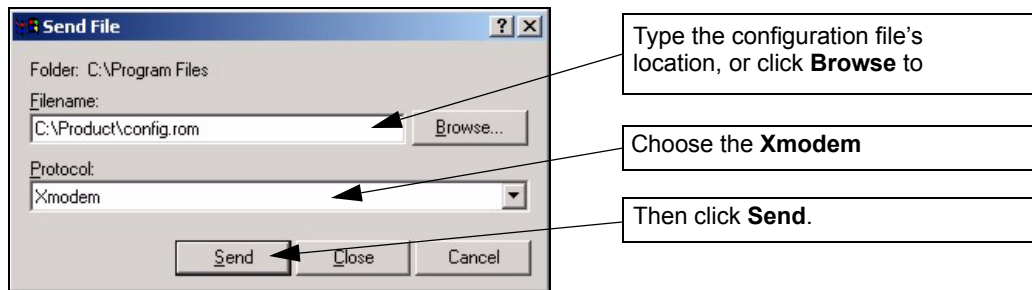 Send File
Folder: C:\Program Files
Filename:
C:\Product\config.rom
Browse...
Protocol:
Xmodem
Send
Close
Cancel
Type the configuration file's
location, or click Browse to
Choose the Xmodem
Then click Send.